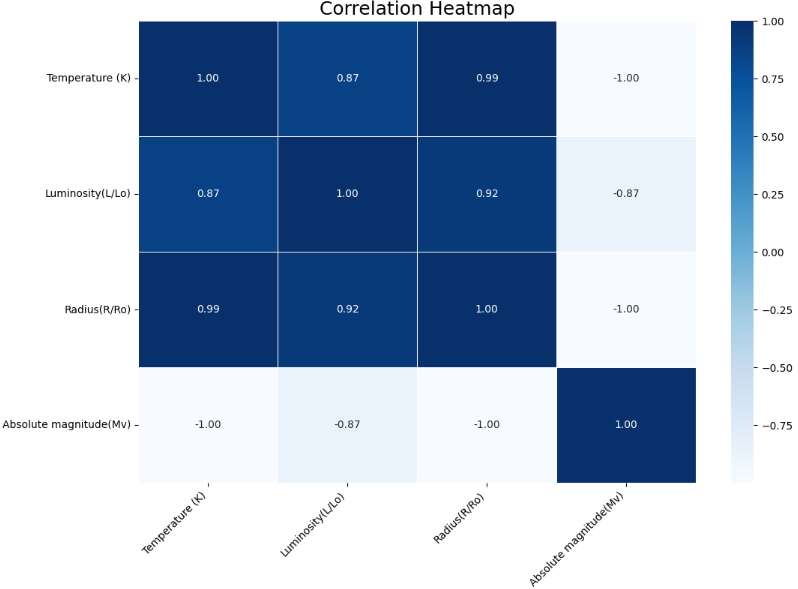 Correlation Heatmap
Temperature (K)
1.00 0.87 0.99 -1.00
Luminosity(L/Lo)
0.87 1.00 0.92 -0.87
Radius(R/Ro)
0.99 0.92 1.00 -1.00
Absolute magnitude(Mv)
-1.00 -0.87 -1.00 1.00
Temperature (K)
Luminosity(L/Lo)
Radius(R/Ro)
Absolute magnitude(Mv)
1.00
0.75
0.50
0.25
0.00
−0.25
−0.50
−0.75